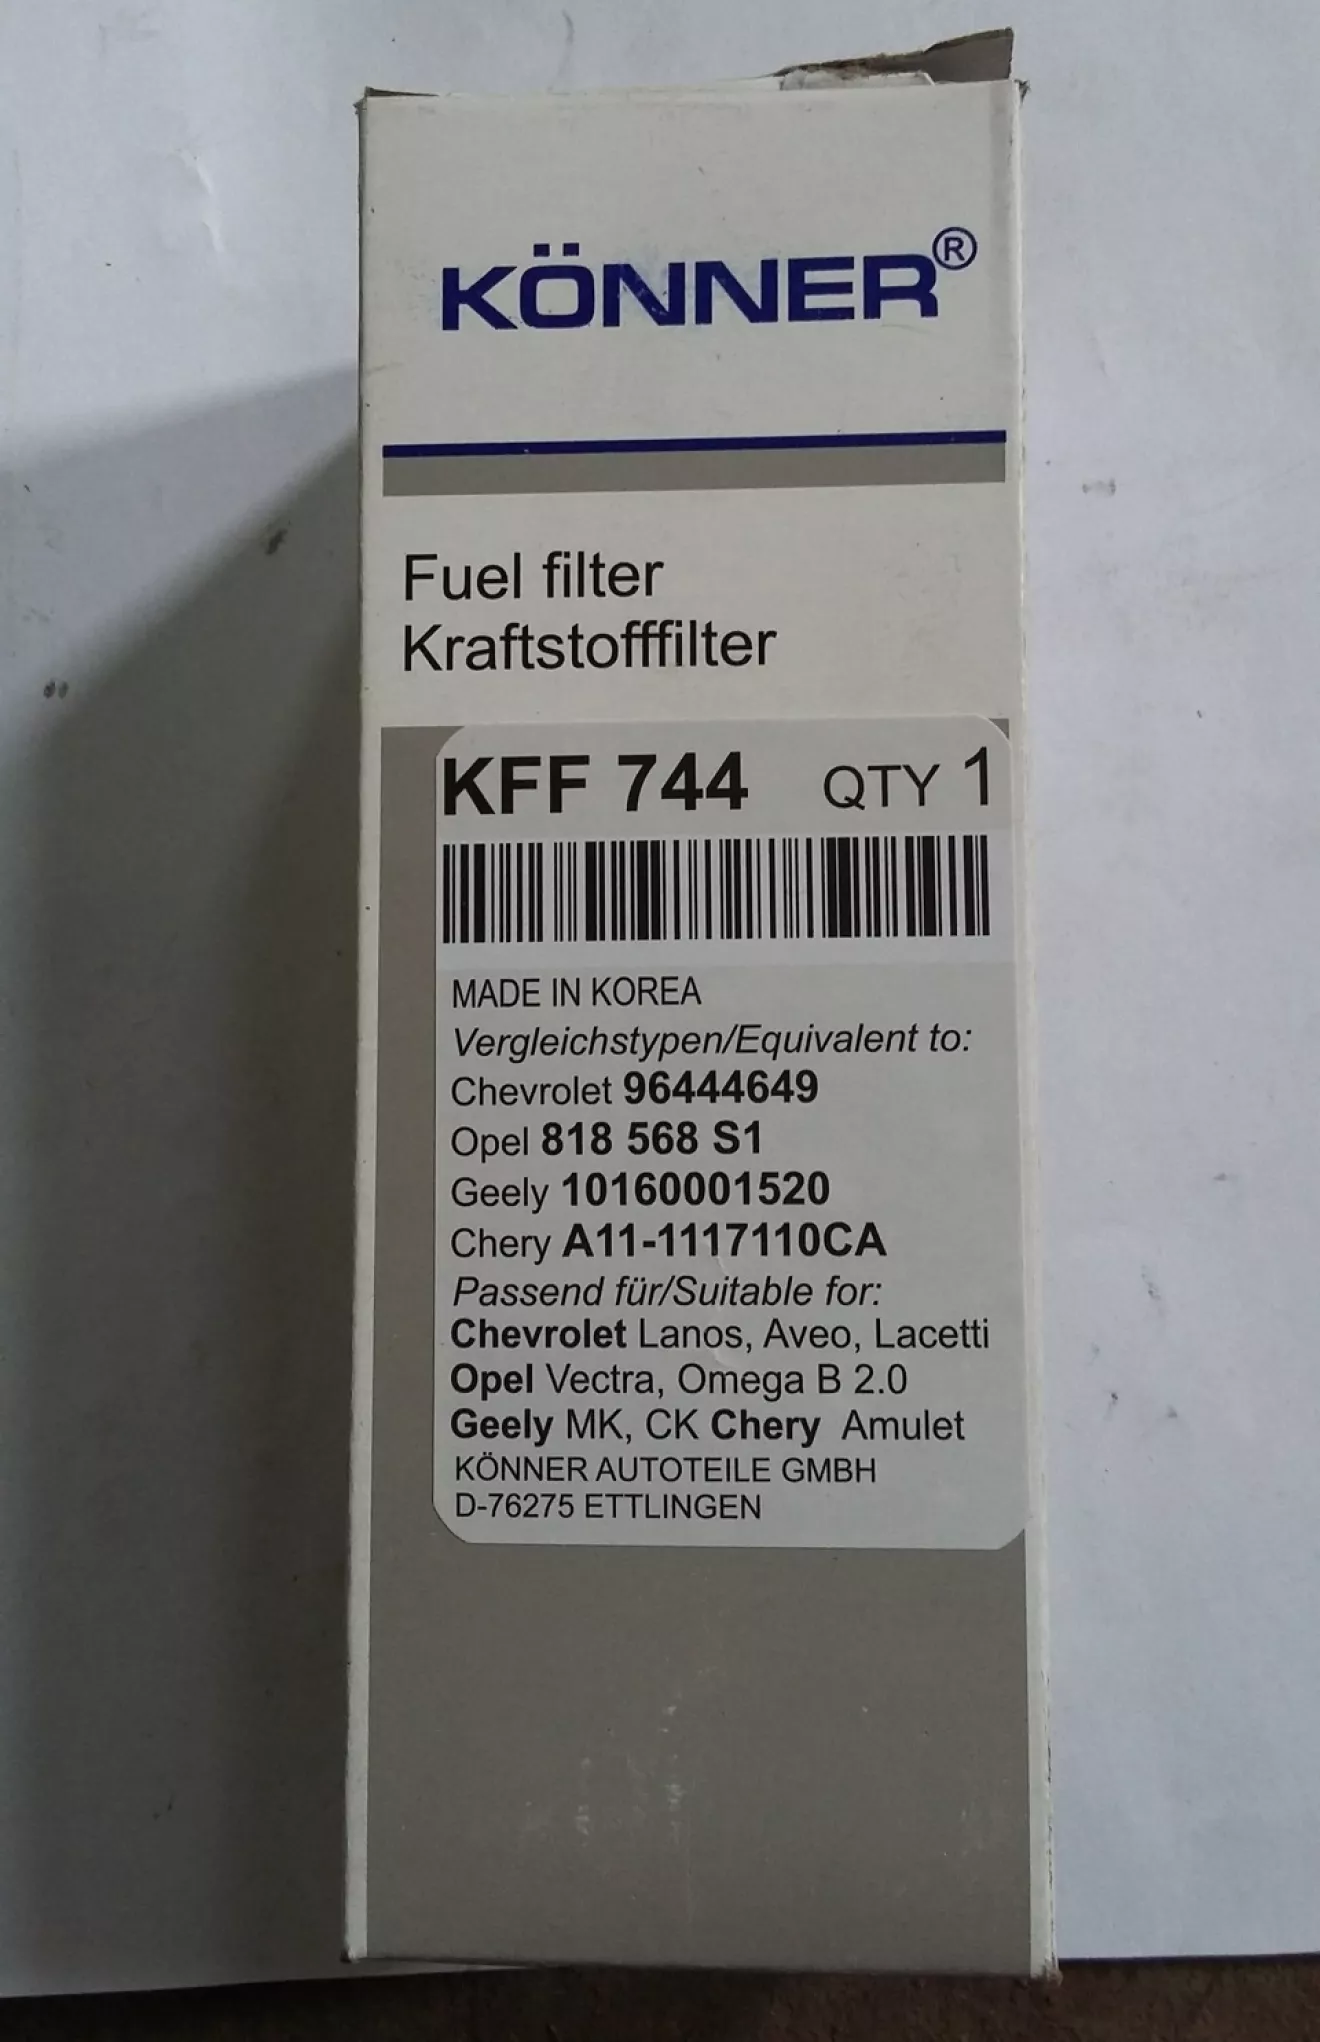 KÖNNER®
Fuel filter
Kraftstofffilter
KFF 744 QTY 1
MADE IN KOREA
Vergleichstypen/Equivalent to:
Chevrolet 96444649
Opel 818 568 S1
Geely 10160001520
Chery A11-1117110CA
Passend für/Suitable for:
Chevrolet Lanos, Aveo, Lacetti
Opel Vectra, Omega B 2.0
Geely MK, CK Chery Amulet
KÖNNER AUTOTEILE GMBH
D-76275 ETTLINGEN